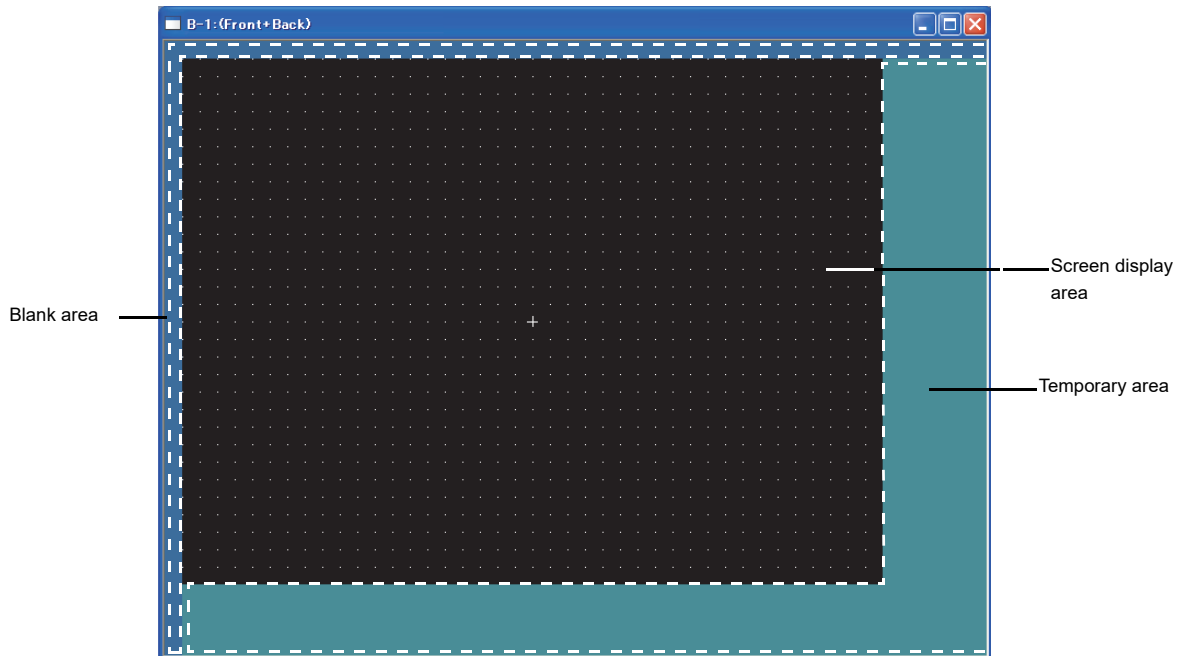 B-1:(Front+Back)
Screen display
area
Blank area
Temporary area